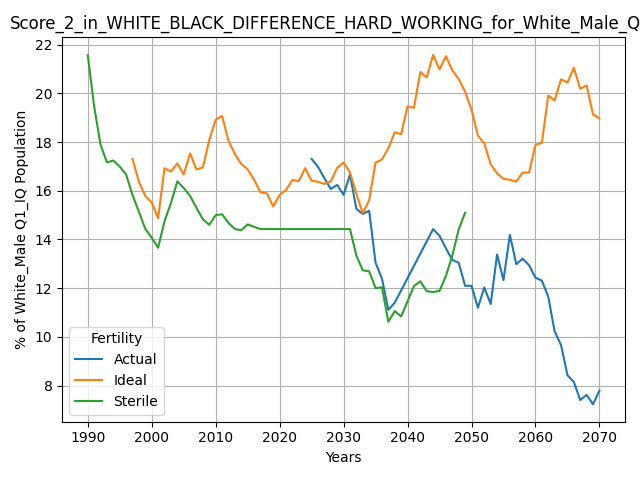 Score_2_in_WHITE_BLACK_DIFFERENCE_HARD_WORKING_for_White_Male_Q
22
20
18
16
14
12
10
8
% of White_Male Q1_IQ Population
Fertility
Actual
Ideal
Sterile
1990 2000 2010 2020 2030 2040 2050 2060 2070
Years